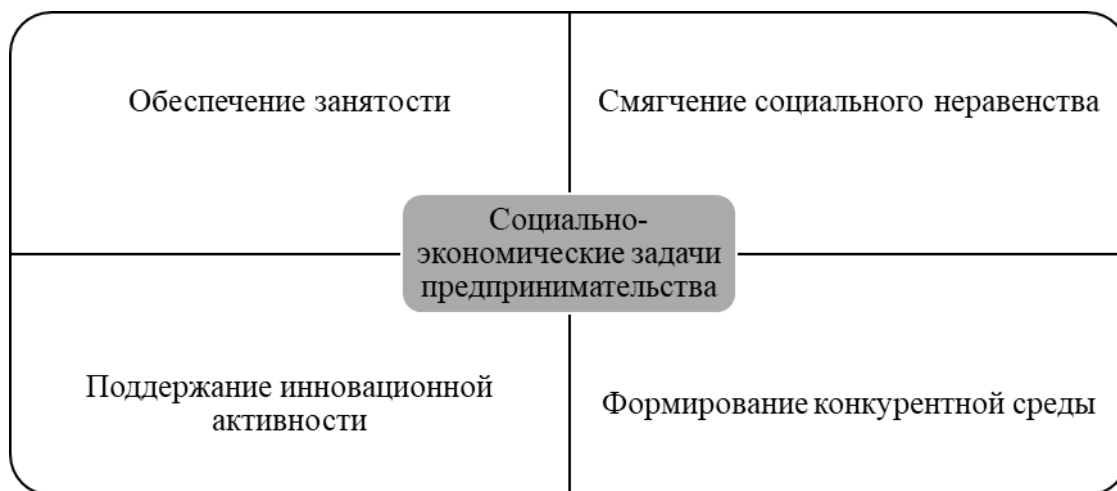 Обеспечение занятости
Смягчение социального неравенства
Социально-
экономические задачи
предпринимательства
Поддержание инновационной
активности
Формирование конкурентной среды